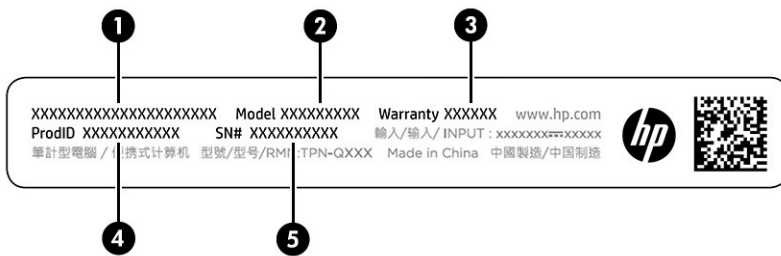 1 2 3
XXXXXXXXXXXXXXXXXXXXX Model XXXXXXXXX Warranty XXXXXX www.hp.com
ProdID XXXXXXXXXXX SN# XXXXXXXXXX 輸入/输入/ INPUT : xxxxxxx⎓xxxxx
筆計型電腦 / 携式计算机 型號/型号/RMN:TPN-QXXX Made in China 中國製造/中国制造
hp
4 5